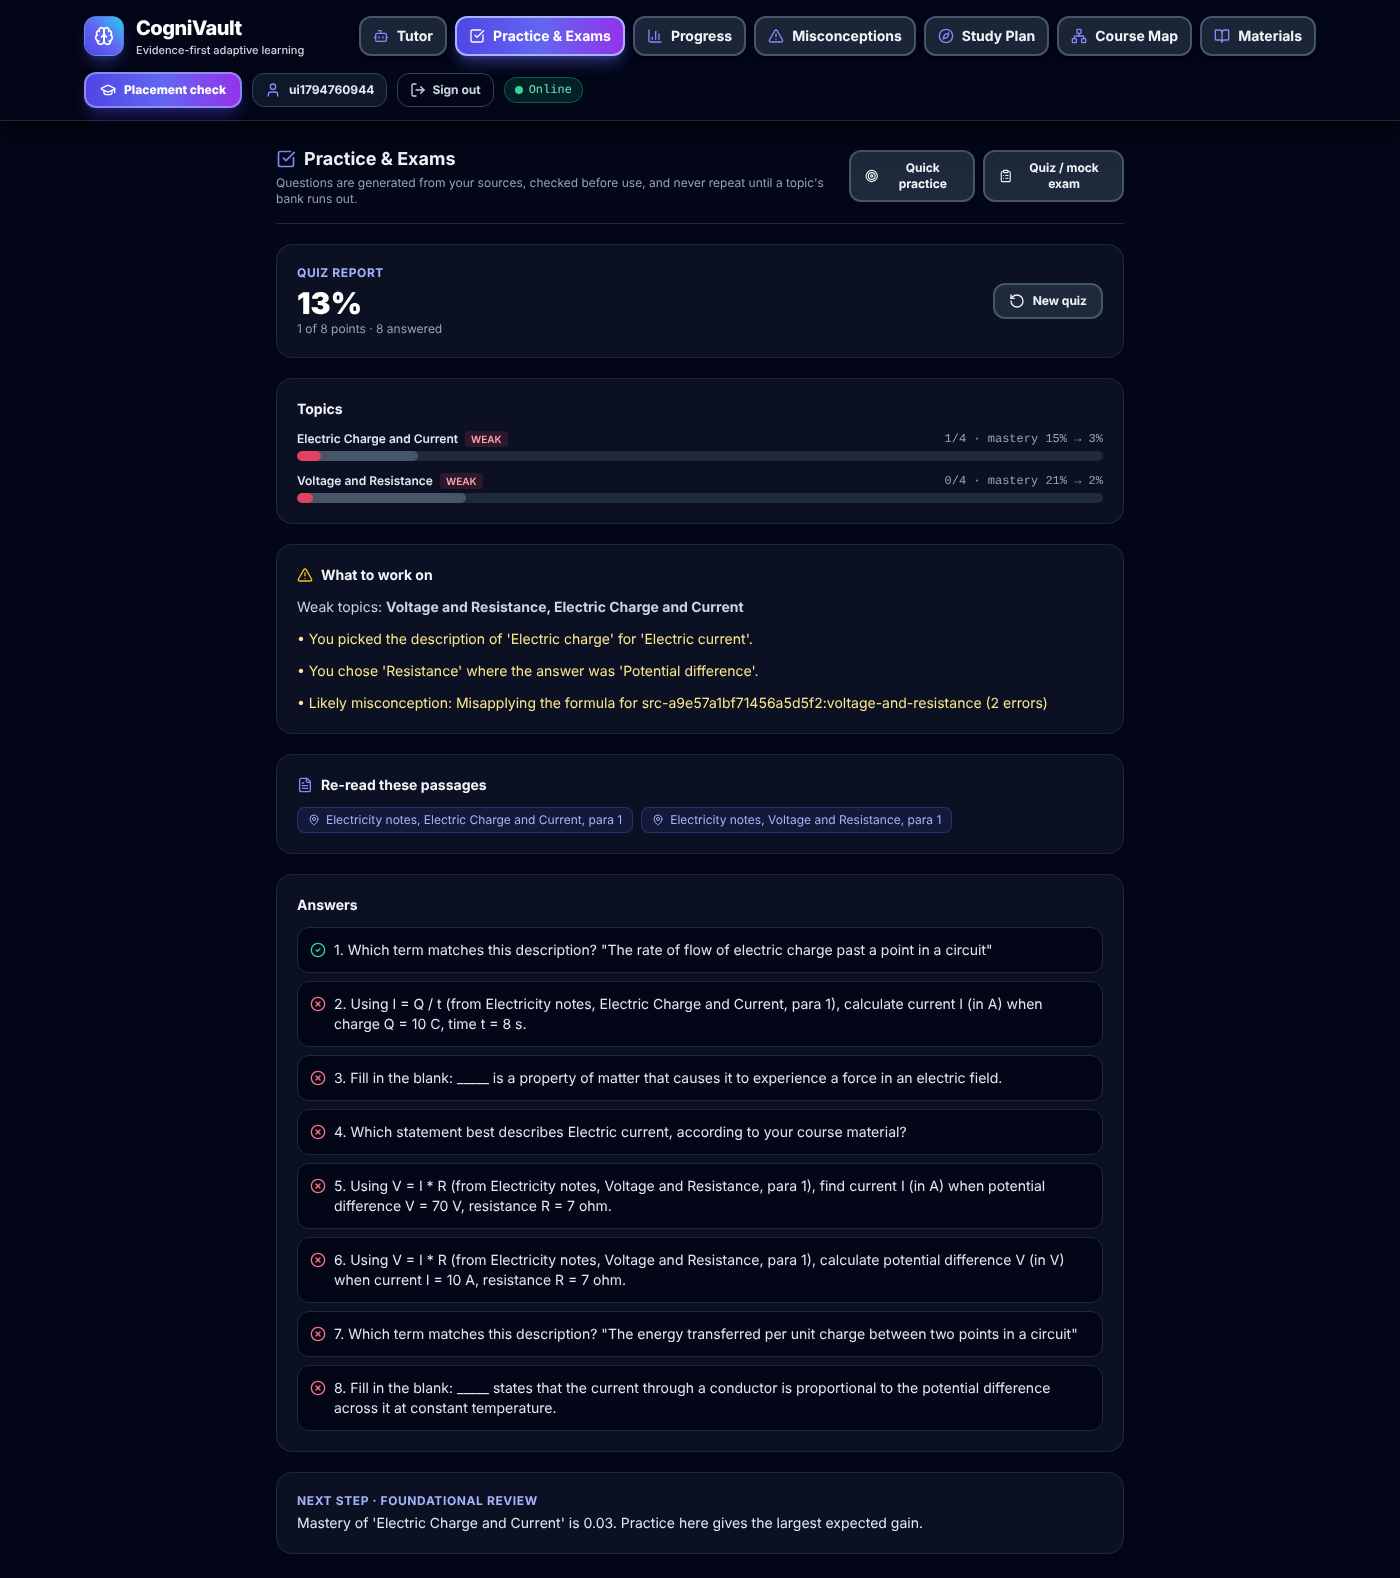 CogniVault
Evidence-first adaptive learning
Tutor
Practice & Exams
Progress
Misconceptions
Study Plan
Course Map
Materials
Placement check
ui1794760944
Sign out
Online
Practice & Exams
Questions are generated from your sources, checked before use, and never repeat until a topic's
bank runs out.
Quick
practice
Quiz / mock
exam
QUIZ REPORT
13%
1 of 8 points · 8 answered
New quiz
Topics
Electric Charge and Current WEAK 1/4 · mastery 15% → 3%
Voltage and Resistance WEAK 0/4 · mastery 21% → 2%
What to work on
Weak topics: Voltage and Resistance, Electric Charge and Current
• You picked the description of 'Electric charge' for 'Electric current'.
• You chose 'Resistance' where the answer was 'Potential difference'.
• Likely misconception: Misapplying the formula for src-a9e57a1bf71456a5d5f2:voltage-and-resistance (2 errors)
Re-read these passages
Electricity notes, Electric Charge and Current, para 1
Electricity notes, Voltage and Resistance, para 1
Answers
1. Which term matches this description? "The rate of flow of electric charge past a point in a circuit"
2. Using I = Q / t (from Electricity notes, Electric Charge and Current, para 1), calculate current I (in A) when
charge Q = 10 C, time t = 8 s.
3. Fill in the blank: _____ is a property of matter that causes it to experience a force in an electric field.
4. Which statement best describes Electric current, according to your course material?
5. Using V = I * R (from Electricity notes, Voltage and Resistance, para 1), find current I (in A) when potential
difference V = 70 V, resistance R = 7 ohm.
6. Using V = I * R (from Electricity notes, Voltage and Resistance, para 1), calculate potential difference V (in V)
when current I = 10 A, resistance R = 7 ohm.
7. Which term matches this description? "The energy transferred per unit charge between two points in a circuit"
8. Fill in the blank: _____ states that the current through a conductor is proportional to the potential difference
across it at constant temperature.
NEXT STEP · FOUNDATIONAL REVIEW
Mastery of 'Electric Charge and Current' is 0.03. Practice here gives the largest expected gain.